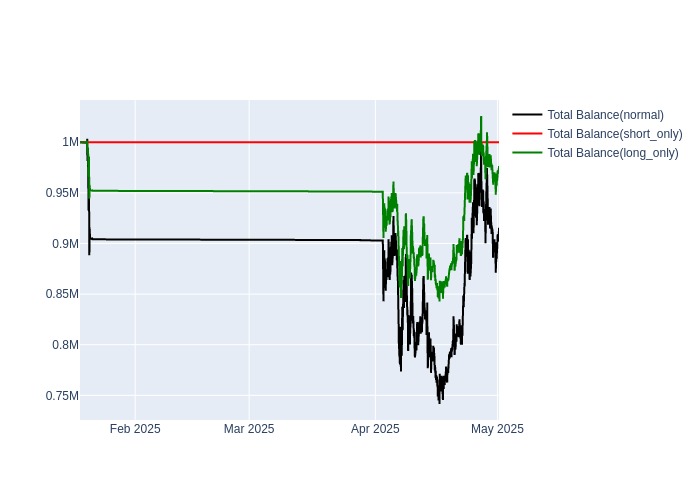 1M
0.95M
0.9M
0.85M
0.8M
0.75M
Feb 2025
Mar 2025
Apr 2025
May 2025
Total Balance(normal)
Total Balance(short_only)
Total Balance(long_only)